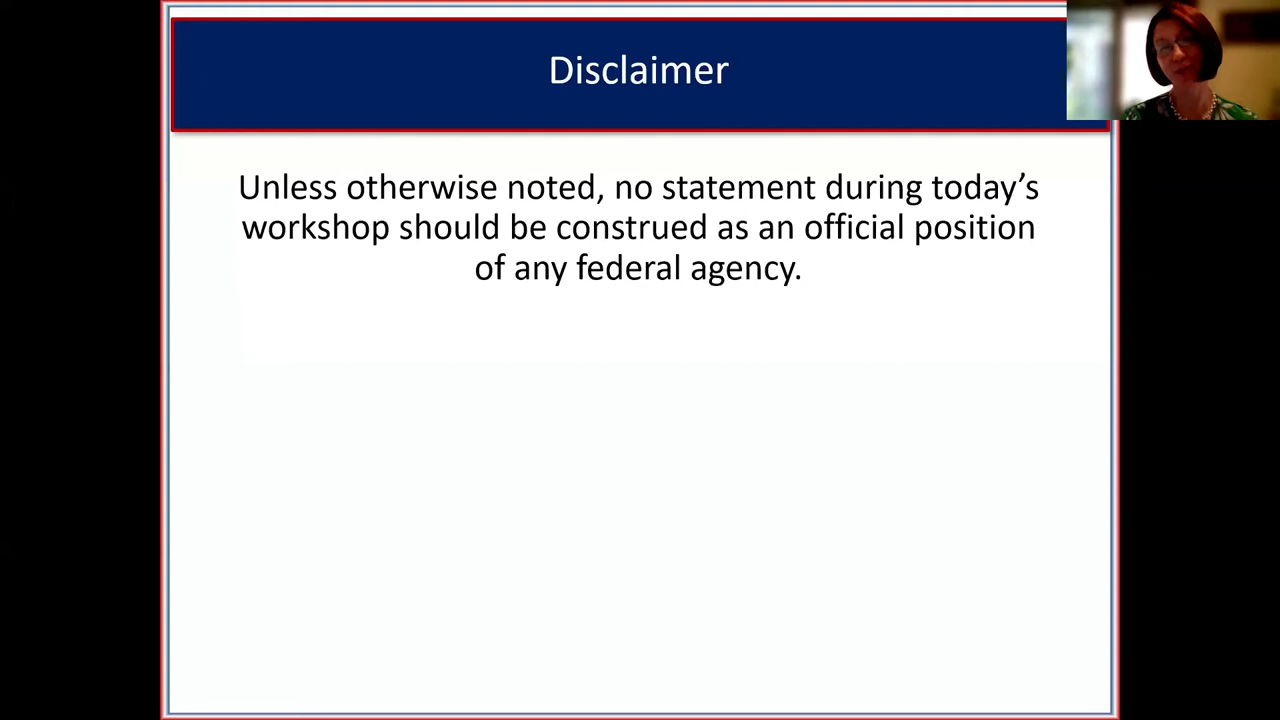 Disclaimer
Unless otherwise noted, no statement during today’s
workshop should be construed as an official position
of any federal agency.